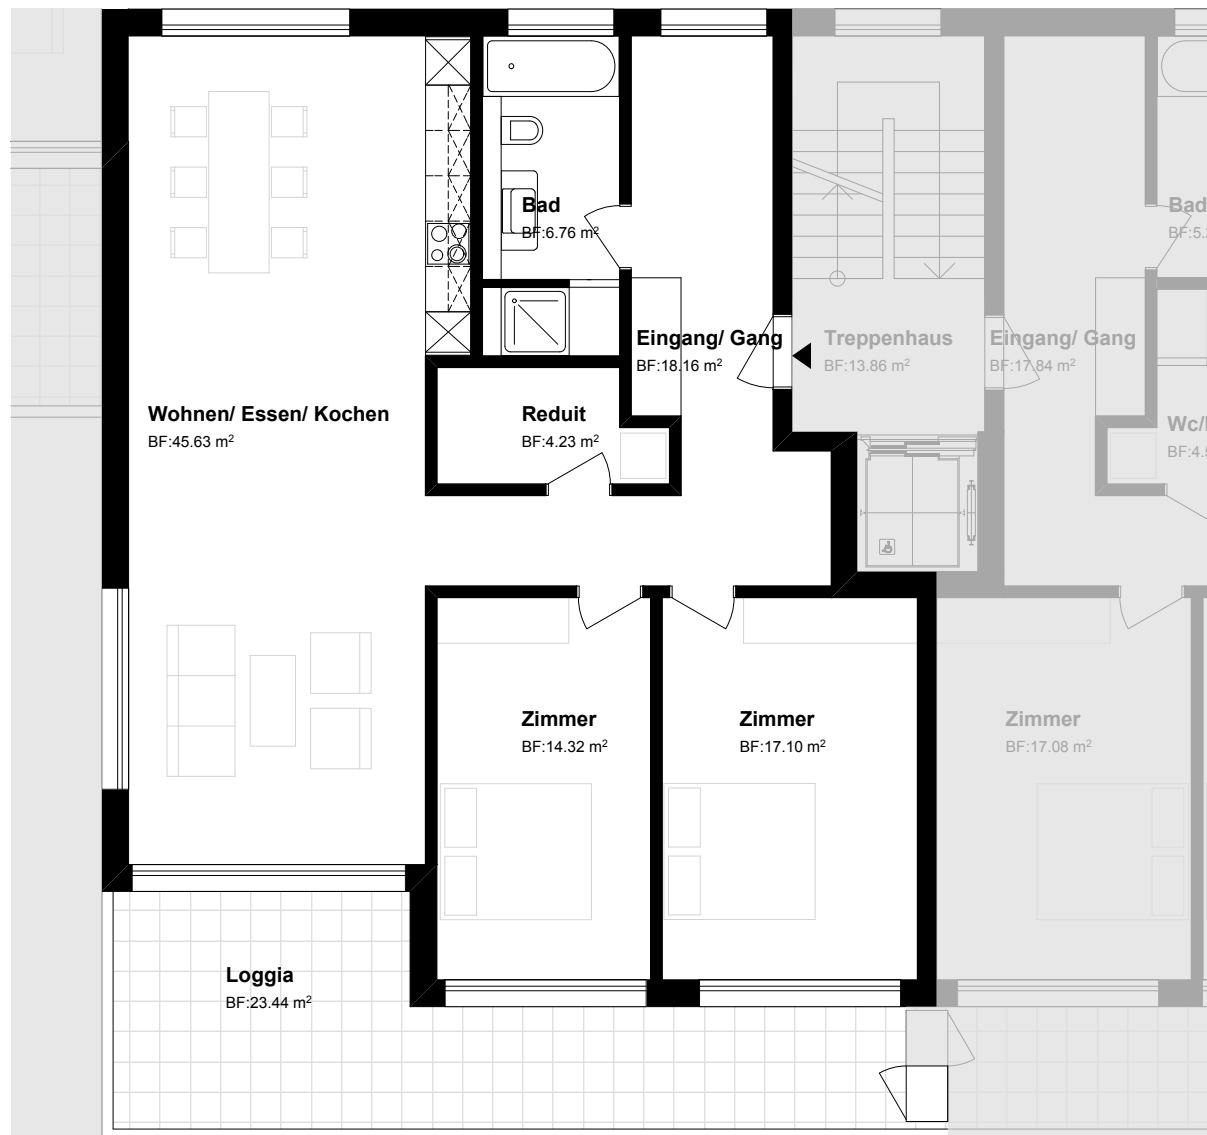 Bad
BF:6.76 m²
Bad
Eingang/ Gang
BF:18.16 m²
Treppenhaus
BF:13.86 m²
Eingang/ Gang
BF:17.84 m²
Wohnen/ Essen/ Kochen
BF:45.63 m²
Reduit
BF:4.23 m²
Zimmer
BF:14.32 m²
Zimmer
BF:17.10 m²
Zimmer
BF:17.08 m²
Loggia
BF:23.44 m²